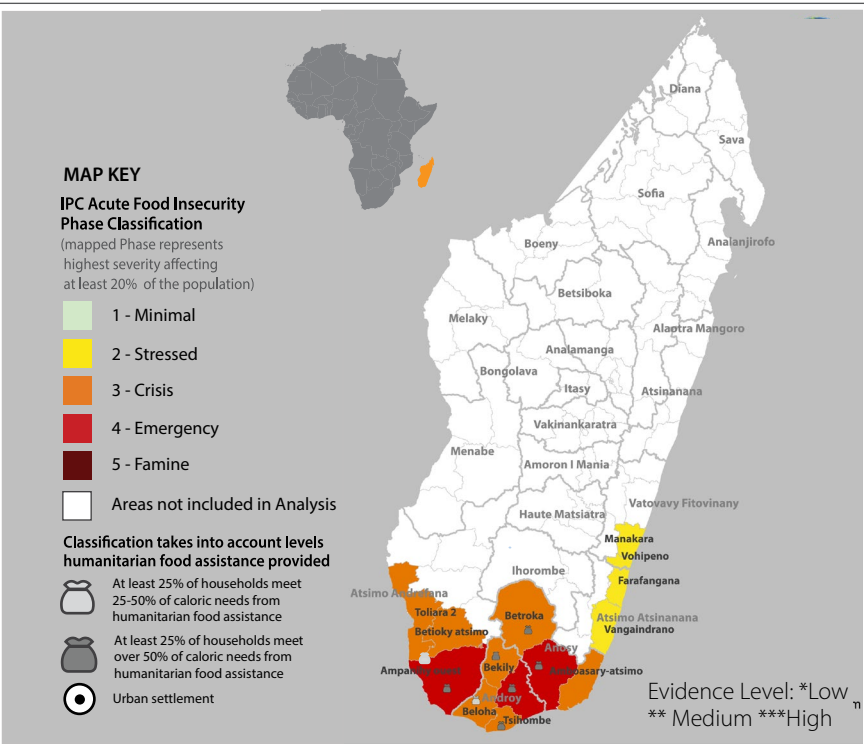 MAP KEY
IPC Acute Food Insecurity
Phase Classification
(mapped Phase represents
highest severity affecting
at least 20% of the population)
1 - Minimal
2 - Stressed
3 - Crisis
4 - Emergency
5 - Famine
Areas not included in Analysis
Classification takes into account levels
humanitarian food assistance provided
At least 25% of households meet
25-50% of caloric needs from
humanitarian food assistance
At least 25% of households meet
over 50% of caloric needs from
humanitarian food assistance
Urban settlement
Diana
Sava
Sofia
Analanjirofo
Boeny
Betsiboka
Melaky
Alaotra Mangoro
Analamanga
Bongolava
Itasy
Atsinanana
Vakinankaratra
Menabe
Amoron I Mania
Vatovavy Fitovinany
Haute Matsiatra
Manakara
Vohipeno
Ihorombe
Farafangana
Atsimo Andrefana
Toliara 2
Betroka
Atsimo Atsinanana
Vangaindrano
Betioky atsimo
Anosy
Bekily
Androy
Beloha
Tsihombe
Evidence Level: *Low
** Medium ***High